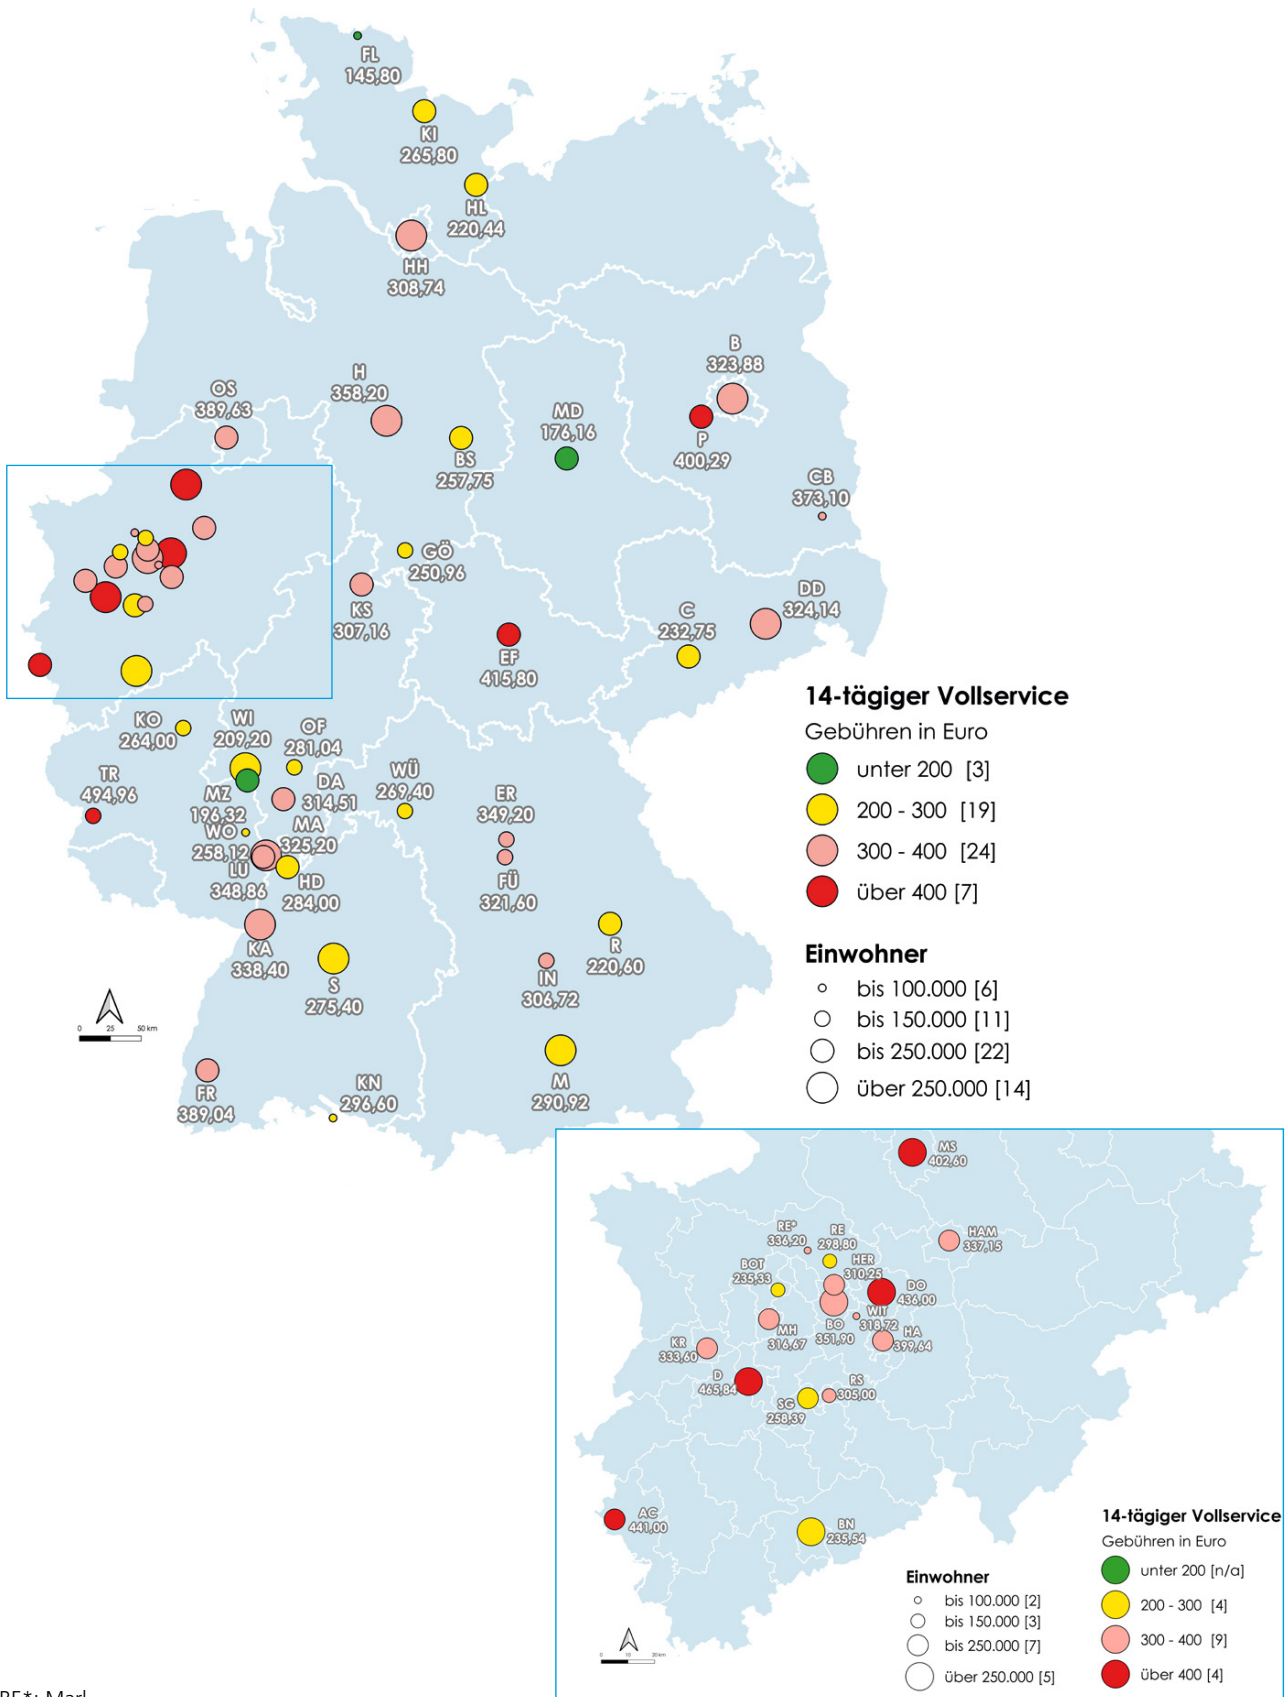 FL
145,80
KI
265,80
HL
220,44
HH
308,74
B
323,88
H
358,20
OS
389,63
MD
176,16
P
400,29
BS
257,75
CB
373,10
GÖ
250,96
DD
324,14
KS
307,16
C
232,75
EF
415,80
14-tägiger Vollservice
Gebühren in Euro
unter 200 [3]
200 - 300 [19]
300 - 400 [24]
über 400 [7]
KO
264,00
WI
209,20
OF
281,04
TR
494,96
DA
314,51
WÜ
269,40
MZ
196,32
ER
349,20
MA
325,20
WO
258,12
LU
348,86
HD
284,00
FÜ
321,60
KA
338,40
R
220,60
S
275,40
IN
306,72
Einwohner
bis 100.000 [6]
bis 150.000 [11]
bis 250.000 [22]
über 250.000 [14]
0 25 50 km
FR
389,04
KN
296,60
M
290,92
MS
402,60
RE*
336,20
RE
298,80
HAM
337,15
HER
310,25
BOT
235,33
DO
436,00
WIT
318,72
BO
351,90
MH
316,67
HA
399,64
KR
333,60
D
465,84
RS
305,00
SG
258,39
AC
441,00
BN
235,54
14-tägiger Vollservice
Gebühren in Euro
unter 200 [n/a]
200 - 300 [4]
300 - 400 [9]
über 400 [4]
Einwohner
bis 100.000 [2]
bis 150.000 [3]
bis 250.000 [7]
über 250.000 [5]
0 10 20 km